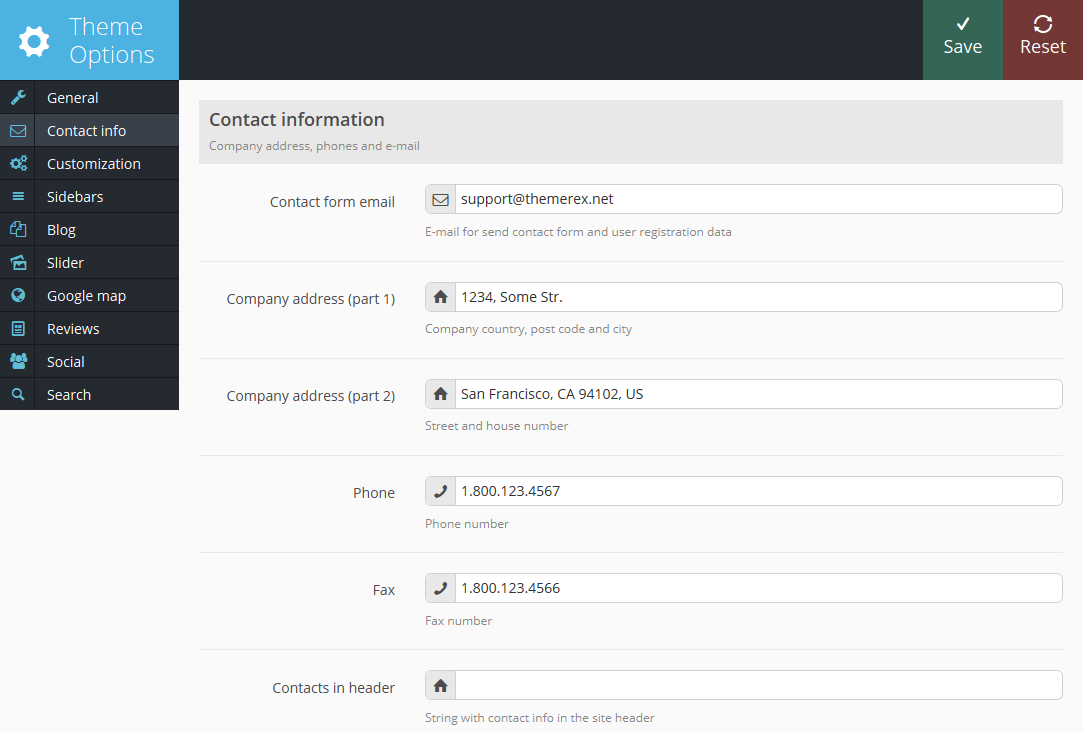 Theme
Options
Save
Reset
General
Contact info
Customization
Sidebars
Blog
Slider
Google map
Reviews
Social
Search
Contact information
Company address, phones and e-mail
Contact form email
support@themerex.net
E-mail for send contact form and user registration data
Company address (part 1)
1234, Some Str.
Company country, post code and city
Company address (part 2)
San Francisco, CA 94102, US
Street and house number
Phone
1.800.123.4567
Phone number
Fax
1.800.123.4566
Fax number
Contacts in header
String with contact info in the site header